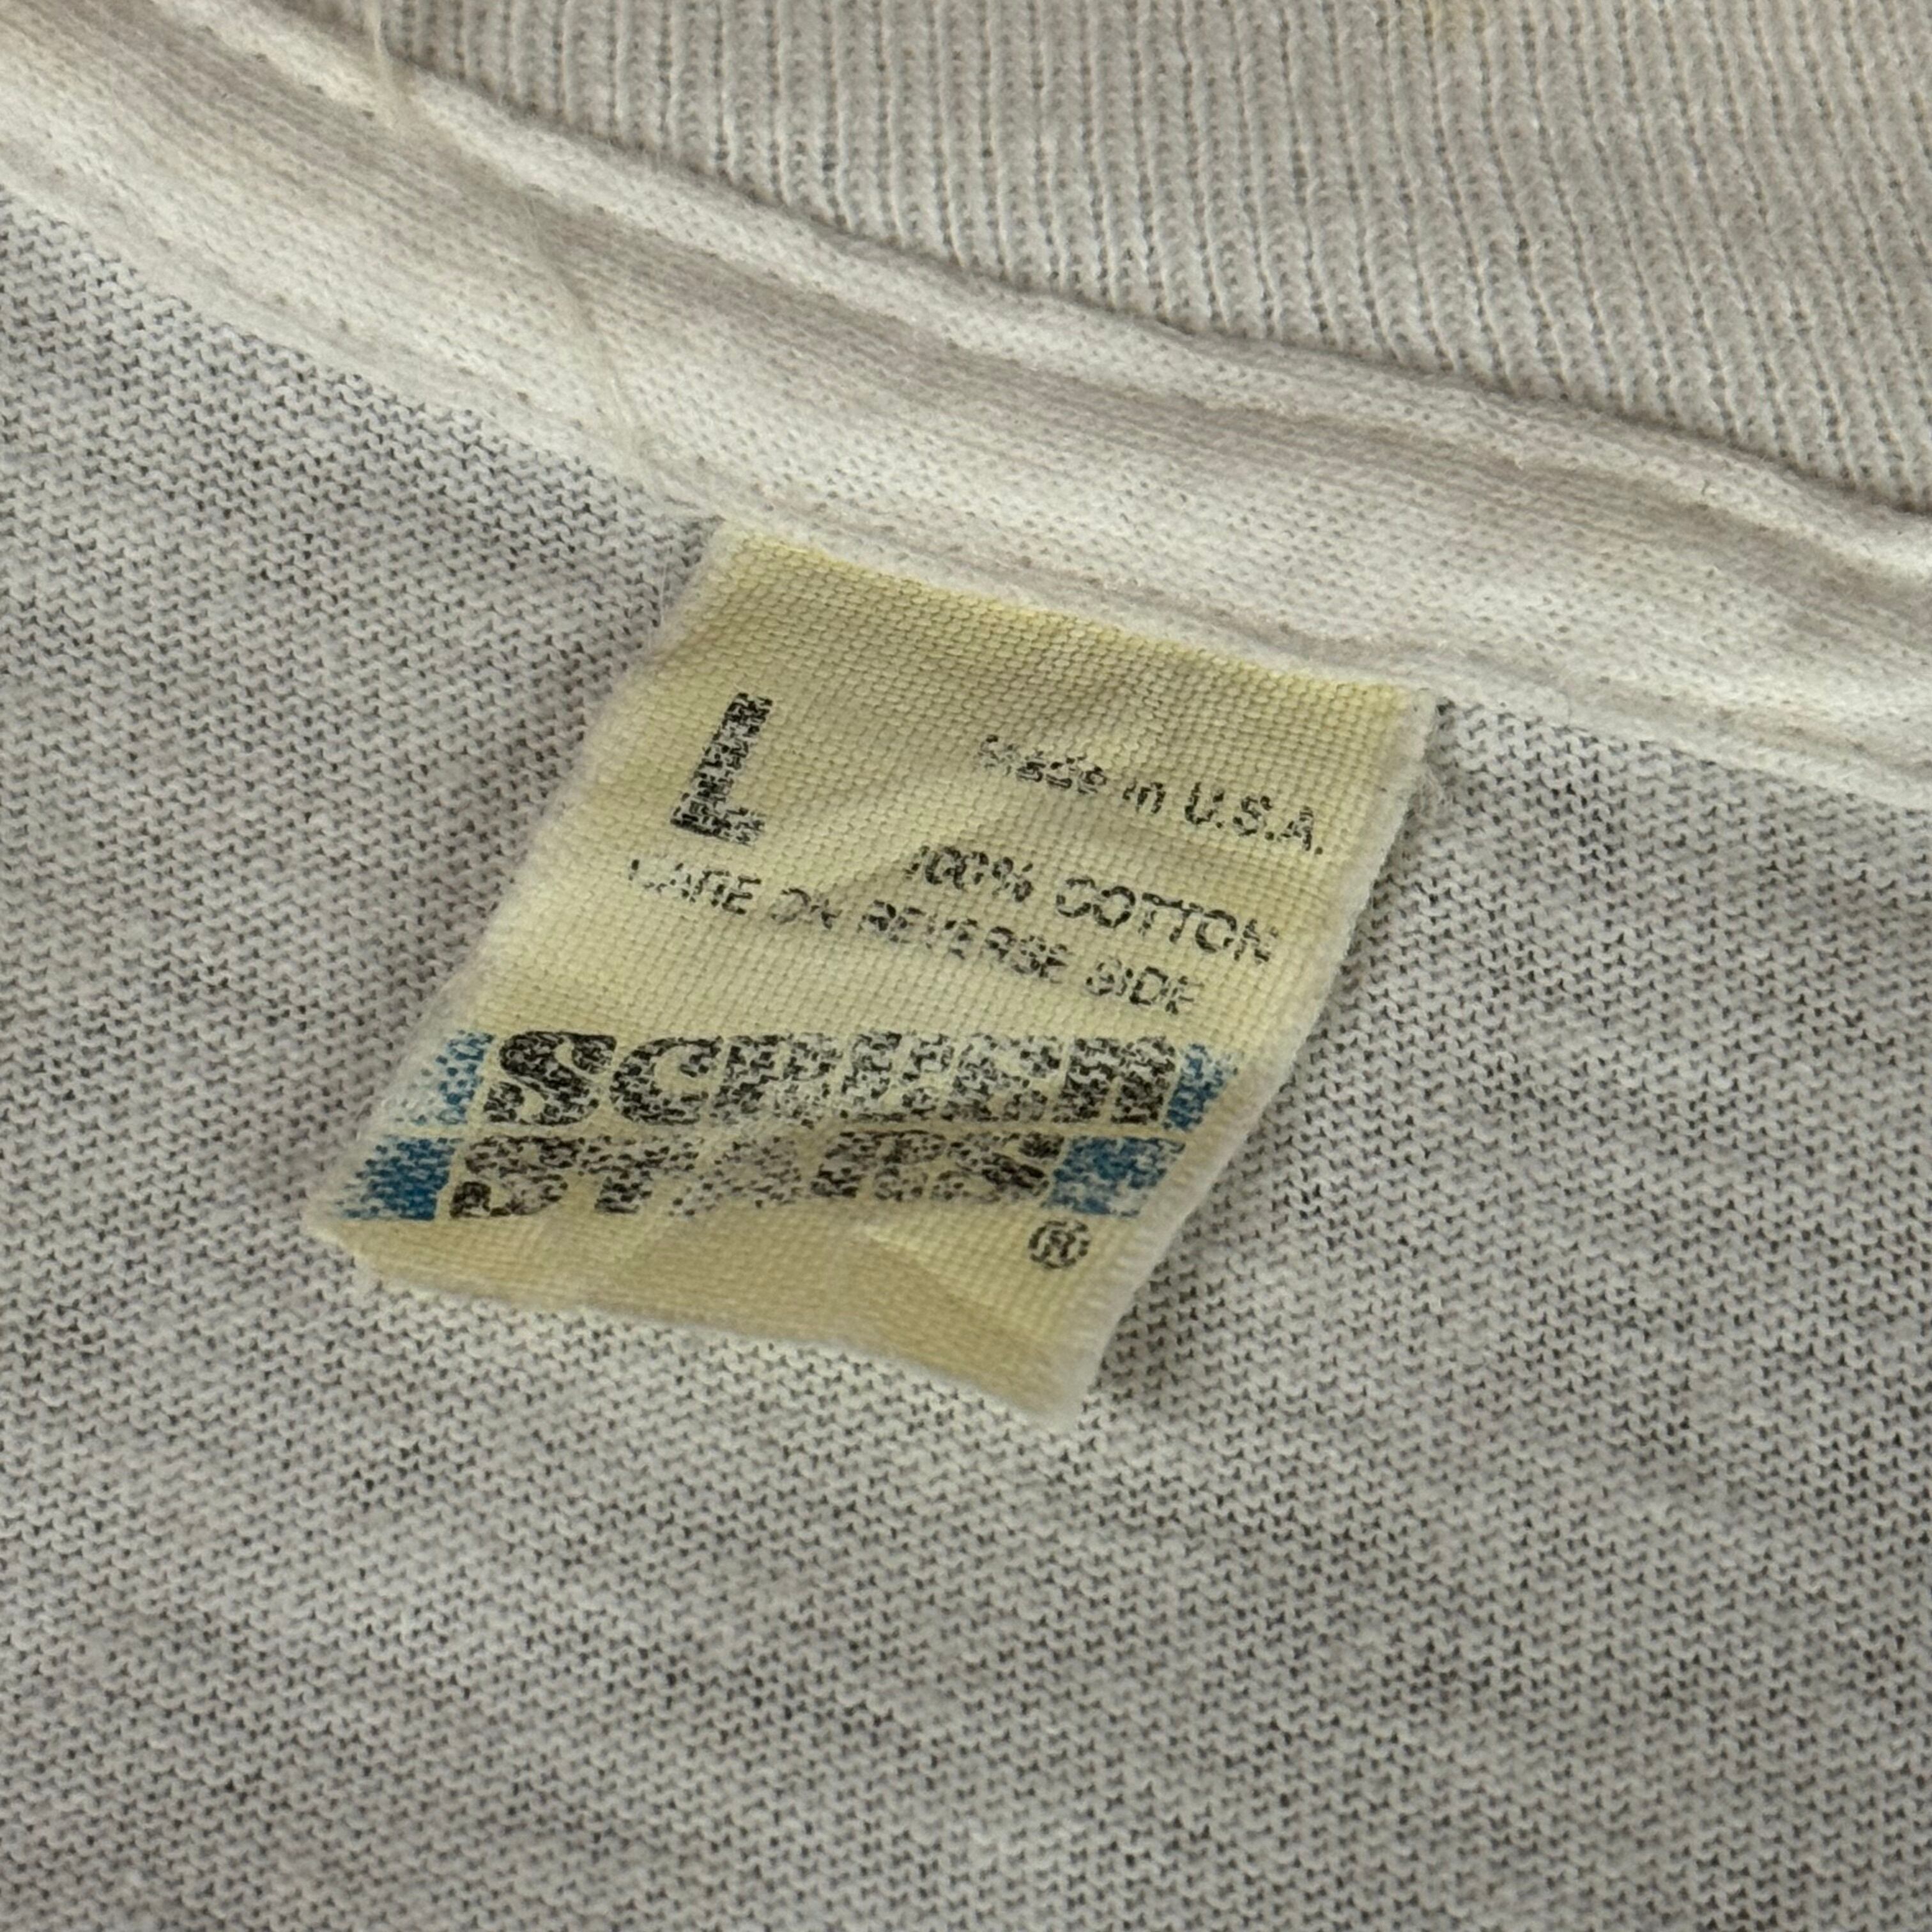 L
Made in U.S.A.
100% COTTON
CARE ON REVERSE SIDE
SCREEN
STARS
®